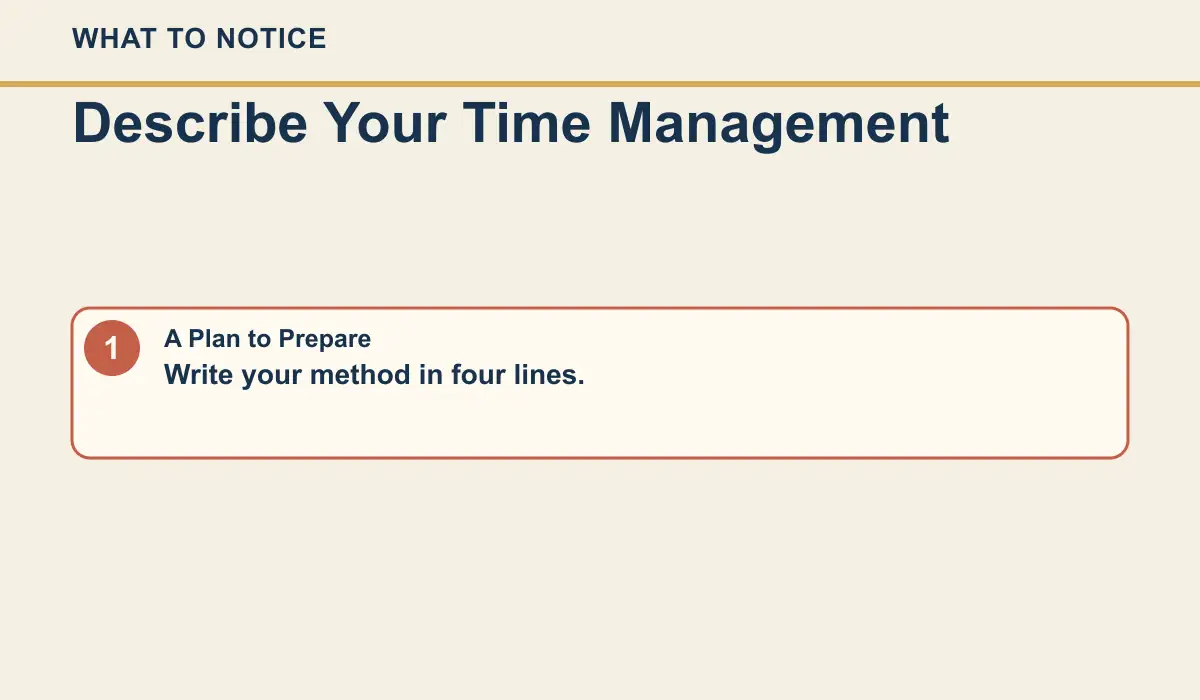 WHAT TO NOTICE
Describe Your Time Management
1
A Plan to Prepare
Write your method in four lines.